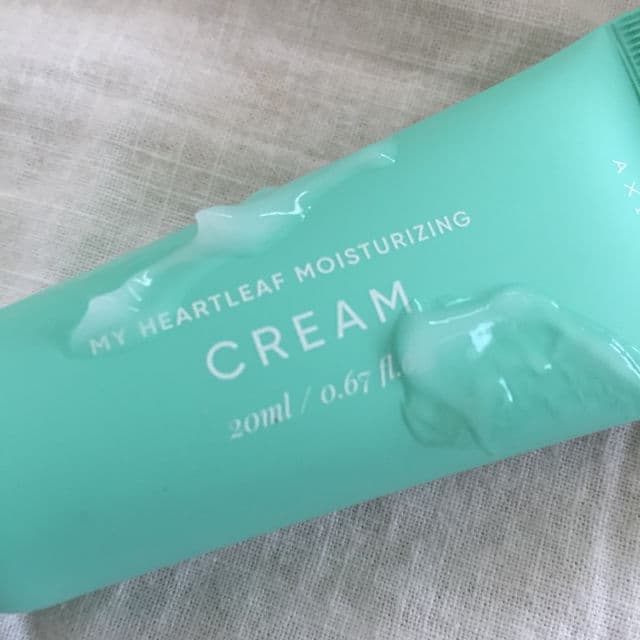 MY HEARTLEAF MOISTURIZING
CREAM
20ml / 0.67 fl.